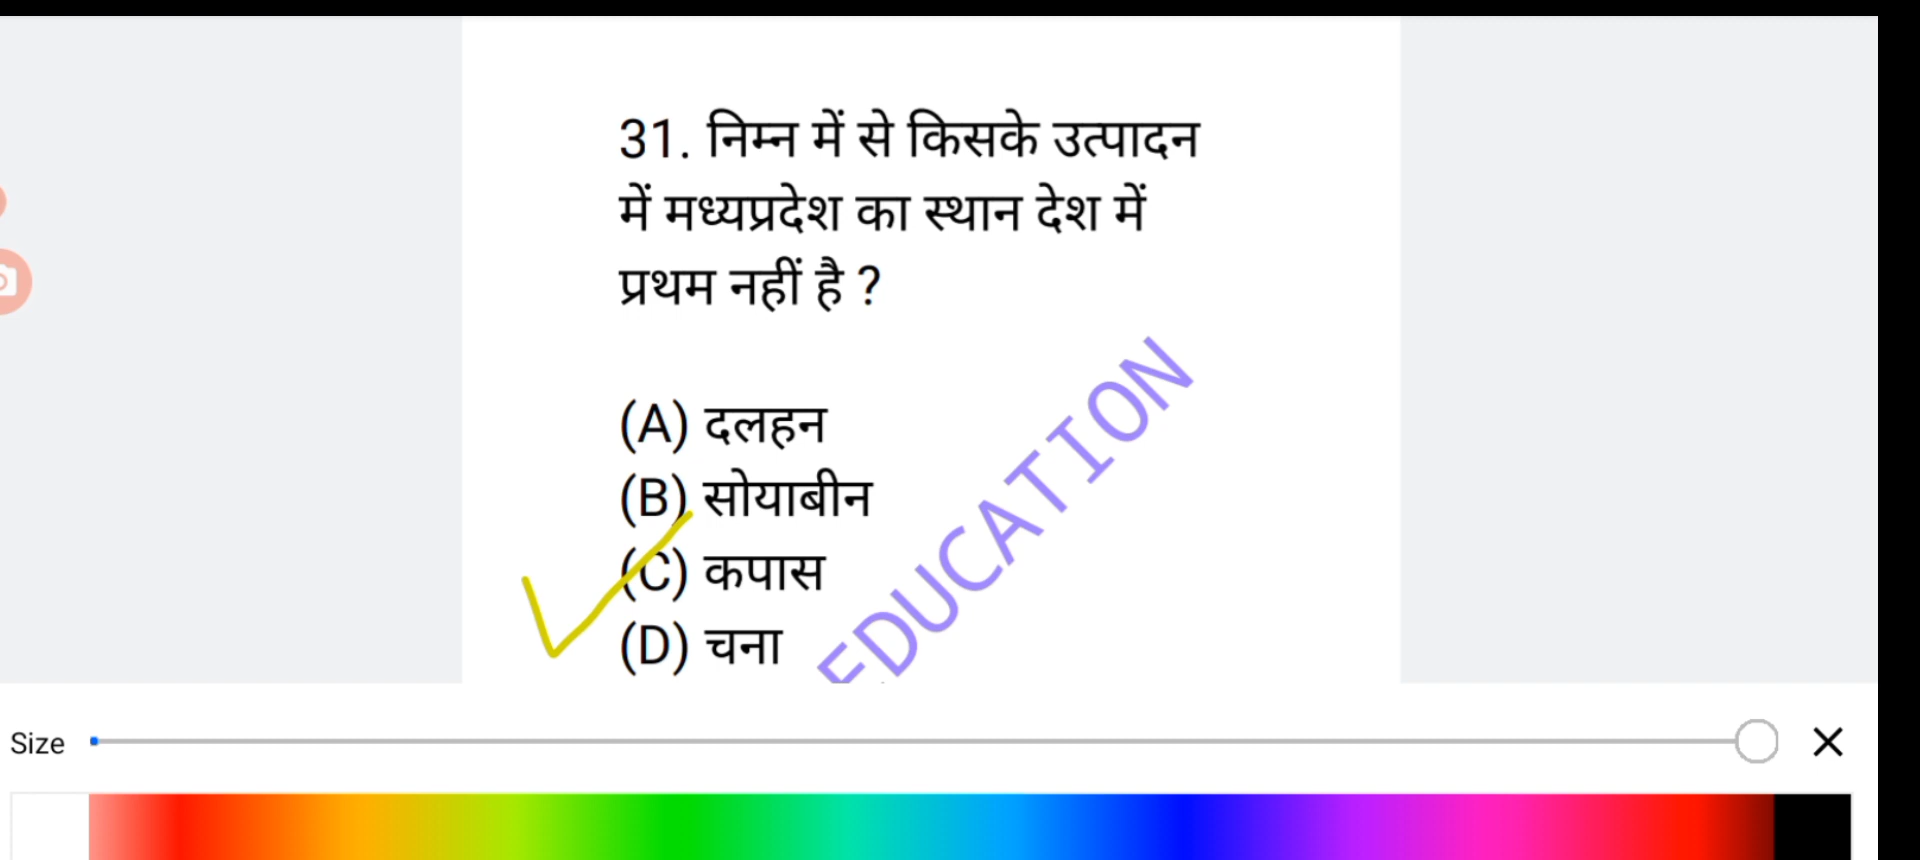 31. निम्न में से किसके उत्पादन
में मध्यप्रदेश का स्थान देश में
प्रथम नहीं है ?
(A) दलहन
(B) सोयाबीन
(C) कपास
(D) चना
EDUCATION
Size